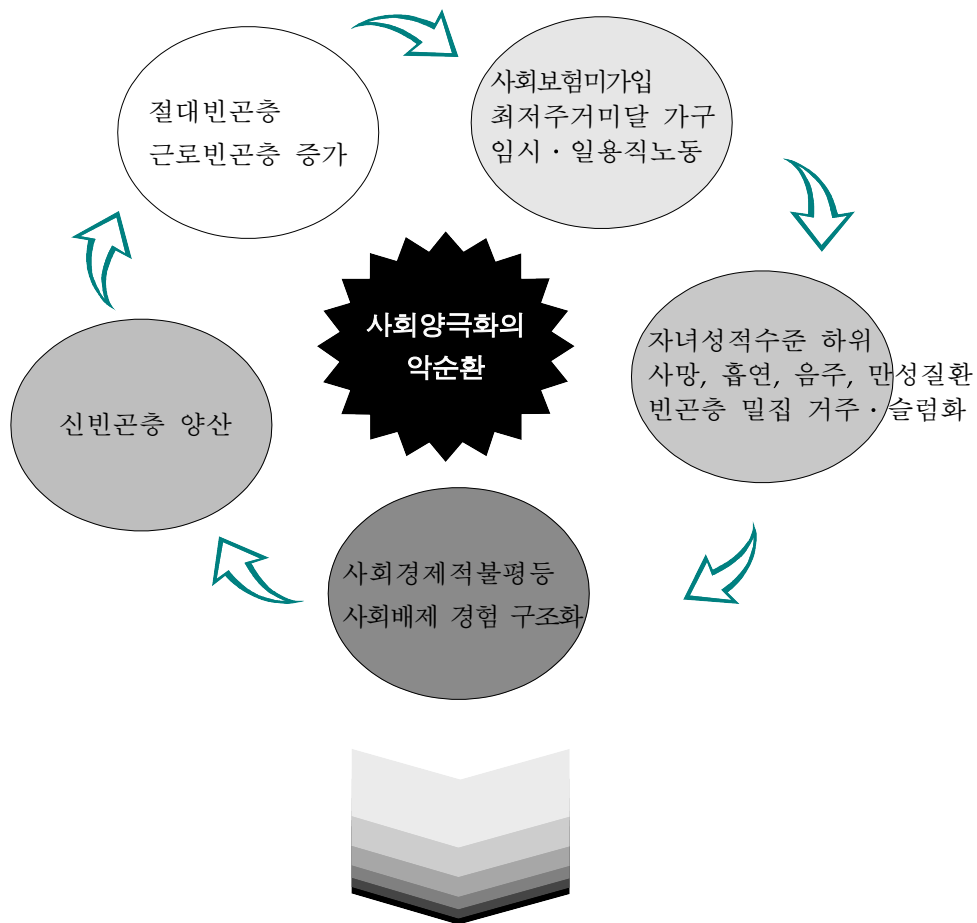 절대빈곤층
근로빈곤층 증가
사회보험미가입
최저주거미달 가구
임시·일용직노동
사회양극화의
악순환
자녀성적수준 하위
사망, 흡연, 음주, 만성질환
빈곤층 밀집 거주·슬럼화
신빈곤층 양산
사회경제적불평등
사회배제 경험 구조화